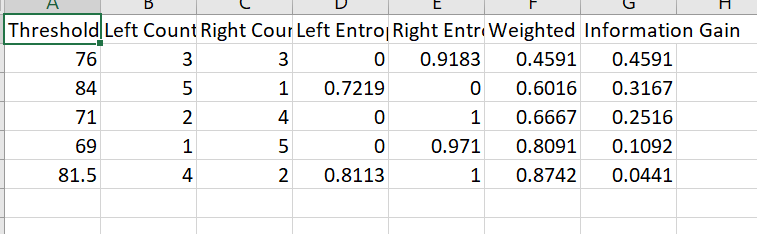 A B C D E F G H
Threshold Left Count Right Cour Left Entro Right Entr Weighted Information Gain
76 3 3 0 0.9183 0.4591 0.4591
84 5 1 0.7219 0 0.6016 0.3167
71 2 4 0 1 0.6667 0.2516
69 1 5 0 0.971 0.8091 0.1092
81.5 4 2 0.8113 1 0.8742 0.0441